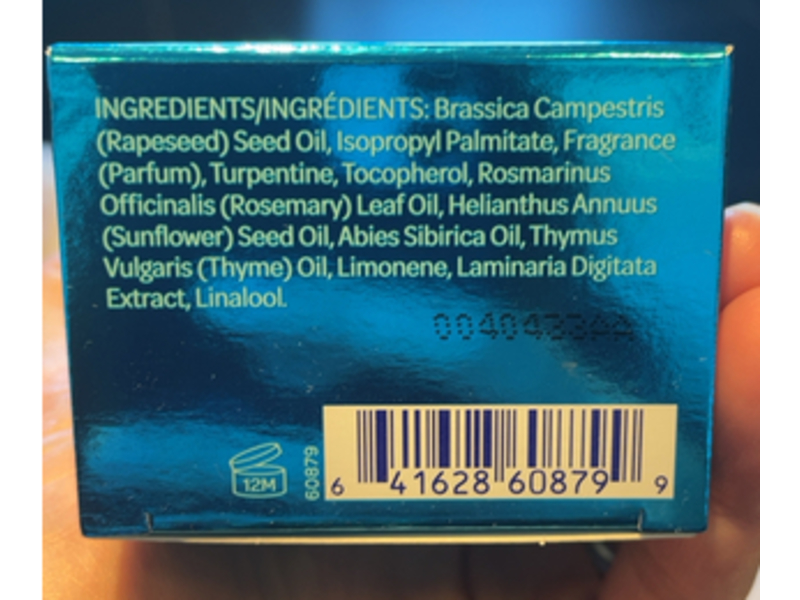 INGREDIENTS/INGRÉDIENTS: Brassica Campestris
(Rapeseed) Seed Oil, Isopropyl Palmitate, Fragrance
(Parfum), Turpentine, Tocopherol, Rosmarinus
Officinalis (Rosemary) Leaf Oil, Helianthus Annuus
(Sunflower) Seed Oil, Abies Sibirica Oil, Thymus
Vulgaris (Thyme) Oil, Limonene, Laminaria Digitata
Extract, Linalool.
0040433AA
12M
60879
6 41628 60879 9